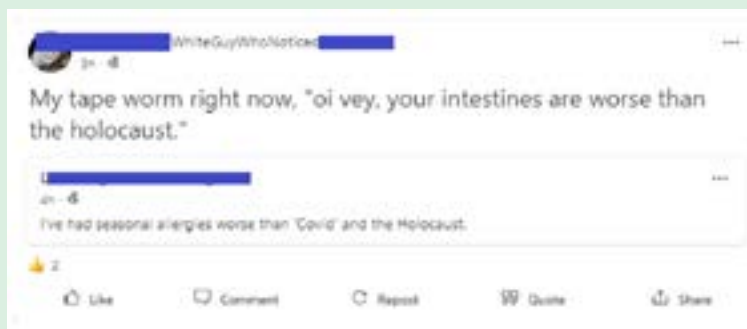 WhiteGuyWhoNoticed
...
My tape worm right now, "oi vey, your intestines are worse than
the holocaust."
...
I've had seasonal allergies worse than 'Covid' and the Holocaust.
2
Like Comment Repost Quote Share